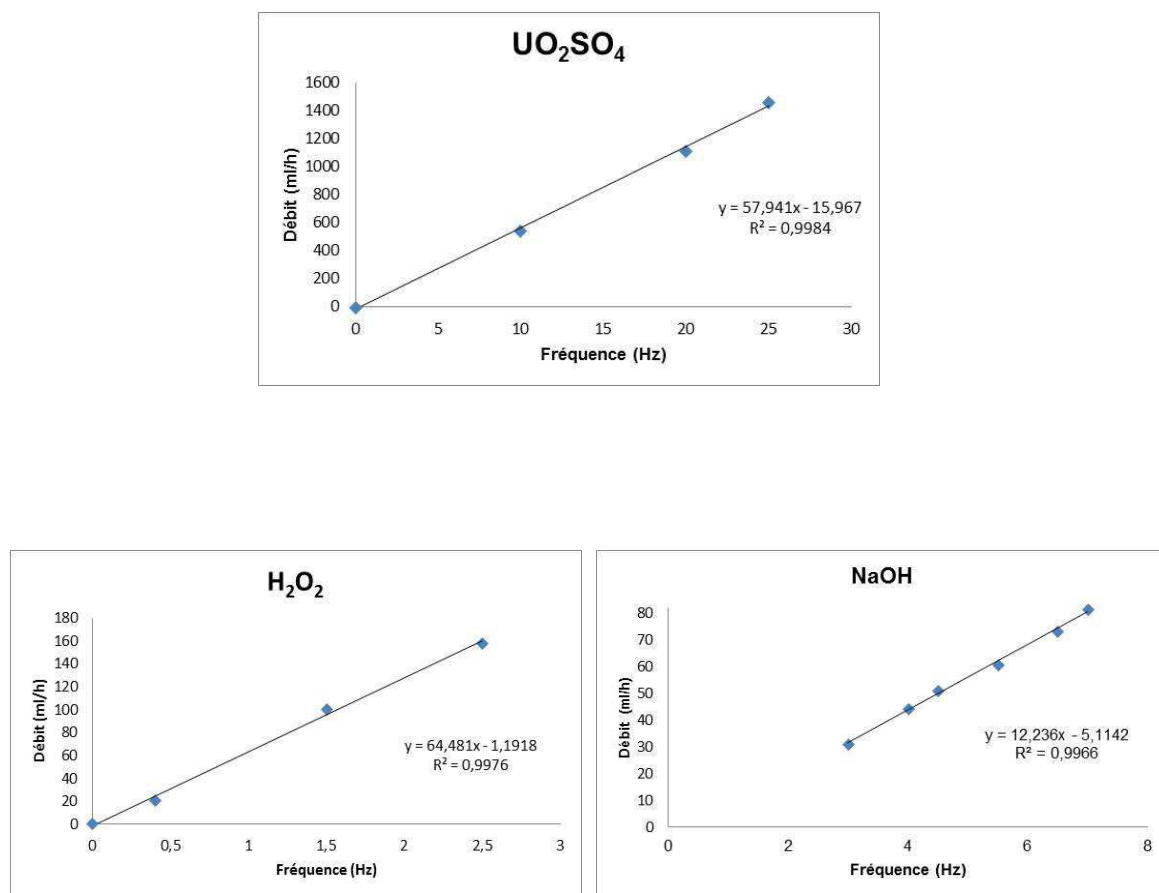 UO₂SO₄
1600
1400
1200
1000
800
600
400
200
0
Débit (ml/h)
y = 57,941x - 15,967
R² = 0,9984
0 5 10 15 20 25 30
Fréquence (Hz)
H₂O₂
180
160
140
120
100
80
60
40
20
0
Débit (ml/h)
y = 64,481x - 1,1918
R² = 0,9976
0 0,5 1 1,5 2 2,5 3
Fréquence (Hz)
NaOH
80
70
60
50
40
30
20
10
0
Débit (ml/h)
y = 12,236x - 5,1142
R² = 0,9966
0 2 4 6 8
Fréquence (Hz)